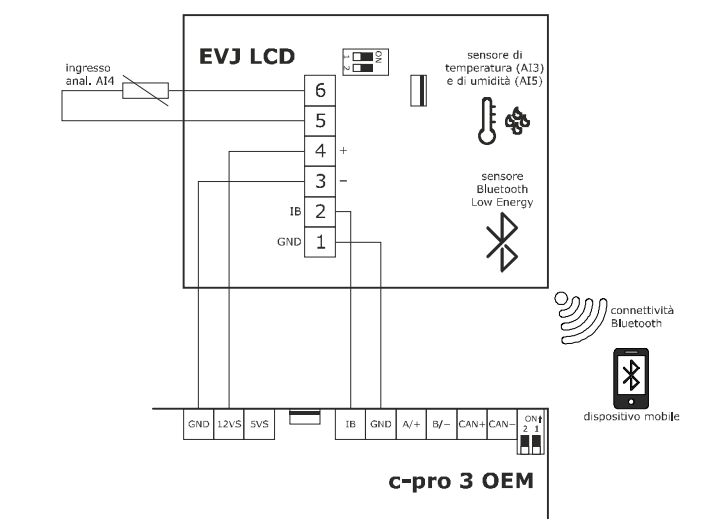 EVJ LCD
ON
1
2
ingresso
anal. AI4
sensore di
temperatura (AI3)
e di umidità (AI5)
6
5
4 +
3 -
IB 2
GND 1
sensore
Bluetooth
Low Energy
connettività
Bluetooth
dispositivo mobile
GND 12VS 5VS IB GND A/+ B/- CAN+ CAN-
ON
2 1
c-pro 3 OEM